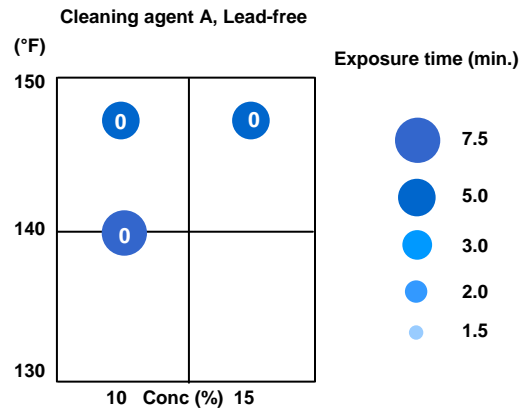 Cleaning agent A, Lead-free
(°F)
Exposure time (min.)
150
0 0
7.5
5.0
140
0
3.0
2.0
1.5
130
10 Conc (%) 15